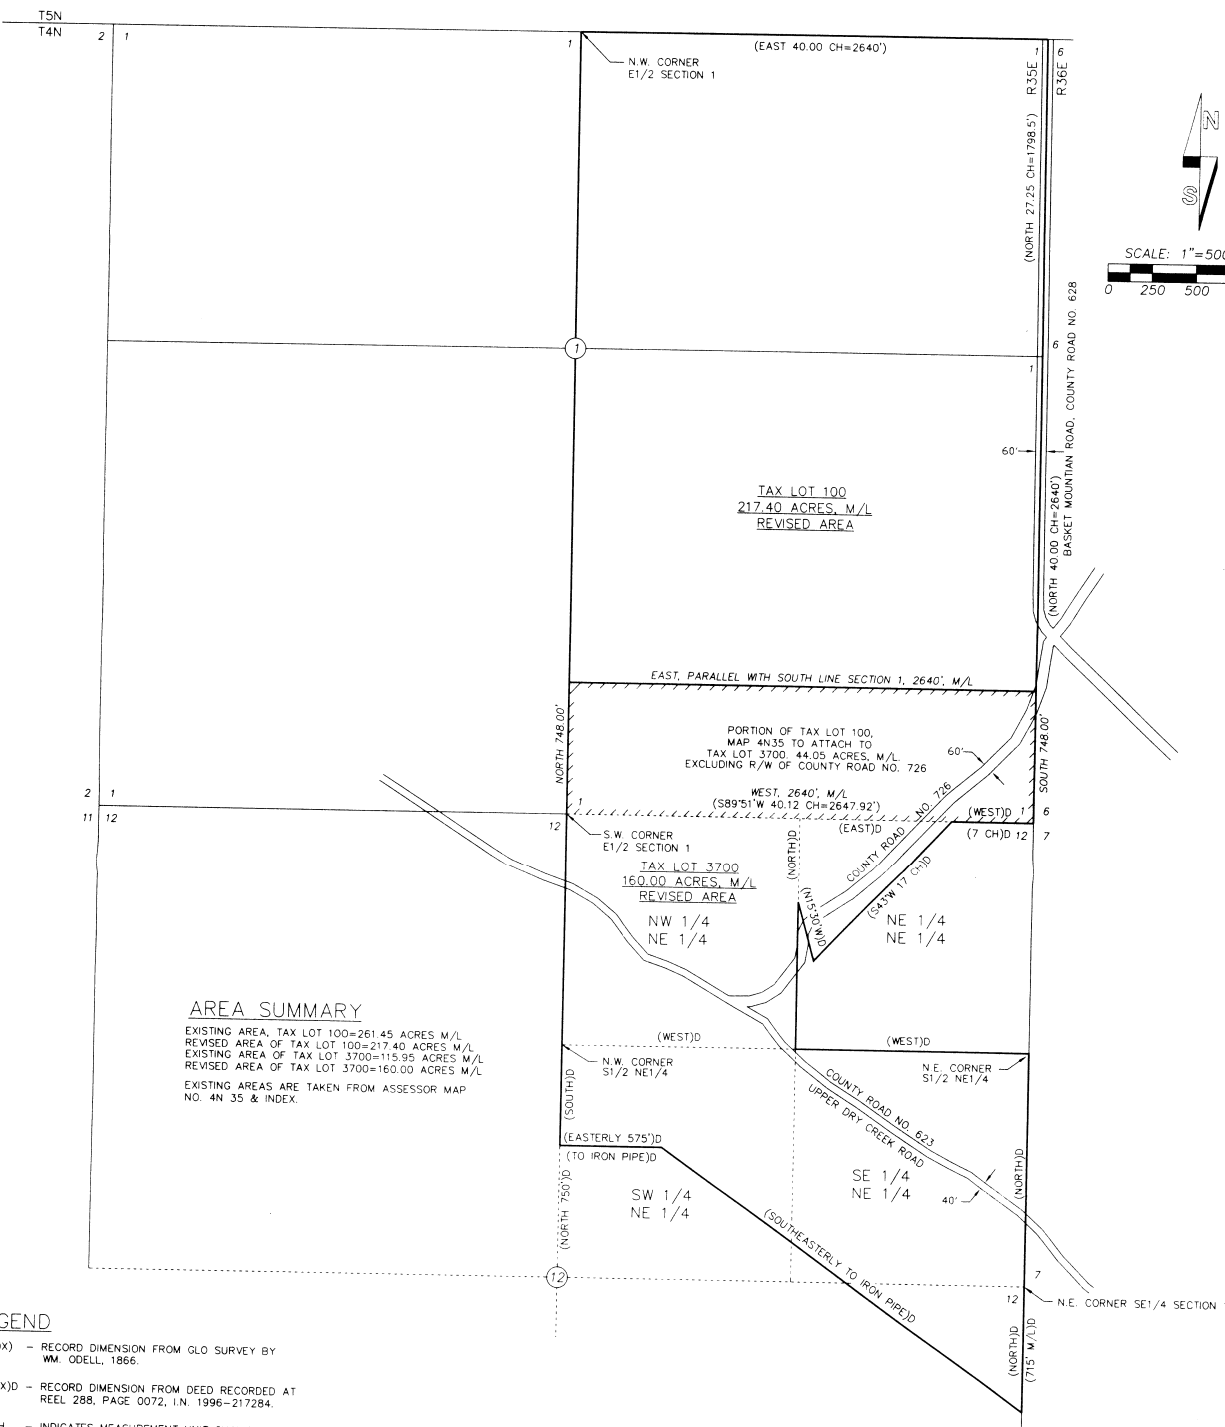 T5N
T4N
2 1
1
(EAST 40.00 CH=2640')
1 6
N.W. CORNER
E1/2 SECTION 1
R35E
R36E
N
S
(NORTH 27.25 CH=1798.5')
SCALE: 1"=500
0 250 500
BASKET MOUNTIAN ROAD, COUNTY ROAD NO. 628
1
6
1
60'
TAX LOT 100
217.40 ACRES, M/L
REVISED AREA
(NORTH 40.00 CH=2640')
EAST, PARALLEL WITH SOUTH LINE SECTION 1, 2640', M/L
NORTH 748.00'
SOUTH 748.00'
PORTION OF TAX LOT 100,
MAP 4N35 TO ATTACH TO
TAX LOT 3700, 44.05 ACRES, M/L.
EXCLUDING R/W OF COUNTY ROAD NO. 726
60'
WEST, 2640', M/L
(S89°51'W 40.12 CH=2647.92')
2 1
11 12
1
12
(EAST)D
(WEST)D
1 6
(7 CH)D
12 7
S.W. CORNER
E1/2 SECTION 1
COUNTY ROAD NO. 726
(NORTH)D
TAX LOT 3700
160.00 ACRES, M/L
REVISED AREA
(N15°30'W)D
(S43°W 17 CH)D
NW 1/4
NE 1/4
NE 1/4
NE 1/4
AREA SUMMARY
EXISTING AREA, TAX LOT 100=261.45 ACRES M/L
REVISED AREA OF TAX LOT 100=217.40 ACRES M/L
EXISTING AREA OF TAX LOT 3700=115.95 ACRES M/L
REVISED AREA OF TAX LOT 3700=160.00 ACRES M/L
EXISTING AREAS ARE TAKEN FROM ASSESSOR MAP
NO. 4N 35 & INDEX.
(WEST)D
(WEST)D
N.W. CORNER
S1/2 NE1/4
N.E. CORNER
S1/2 NE1/4
(SOUTH)D
COUNTY ROAD NO. 623
UPPER DRY CREEK ROAD
(EASTERLY 575')D
(TO IRON PIPE)D
(NORTH 750')D
(NORTH)D
SE 1/4
NE 1/4
40'
SW 1/4
NE 1/4
(SOUTHEASTERLY TO IRON PIPE)D
12
7
12
N.E. CORNER SE1/4 SECTION
(NORTH)D
(715' M/L)D
GEND
X) – RECORD DIMENSION FROM GLO SURVEY BY
WM. ODELL, 1866.
X)D – RECORD DIMENSION FROM DEED RECORDED AT
REEL 288, PAGE 0072, I.N. 1996–217284.